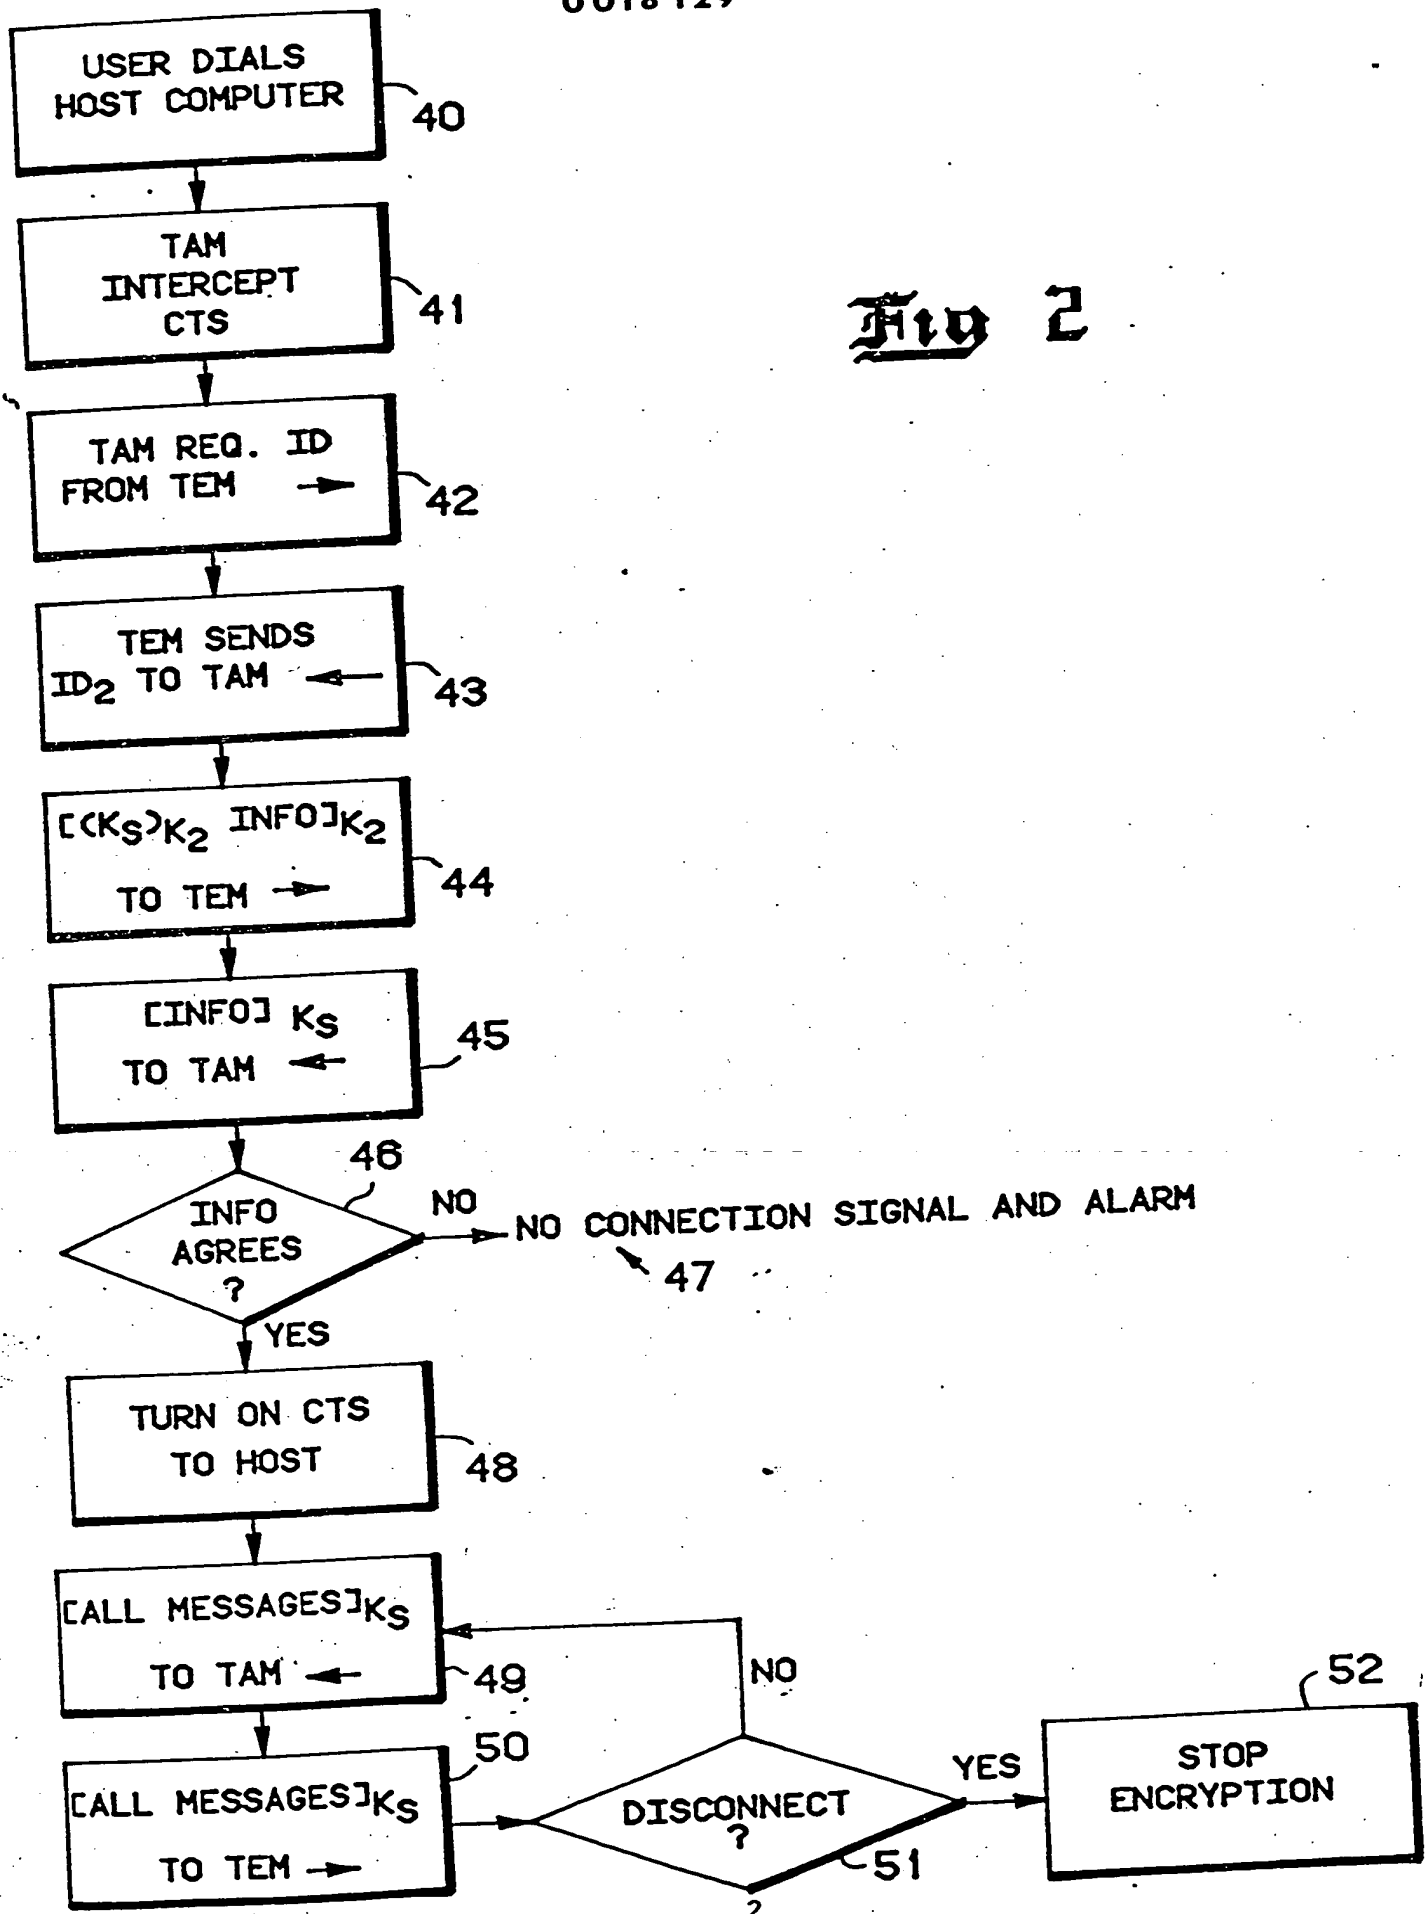 USER DIALS
HOST COMPUTER
40
TAM
INTERCEPT
CTS
41
Fig 2
TAM REQ. ID
FROM TEM →
42
TEM SENDS
ID2 TO TAM ←
43
[(KS)K2 INFO]K2
TO TEM →
44
[INFO] KS
TO TAM ←
45
46
INFO
AGREES
?
NO
NO CONNECTION SIGNAL AND ALARM
47
YES
TURN ON CTS
TO HOST
48
[ALL MESSAGES]KS
TO TAM ←
49
NO
50
[ALL MESSAGES]KS
TO TEM →
DISCONNECT
?
51
YES
52
STOP
ENCRYPTION
2